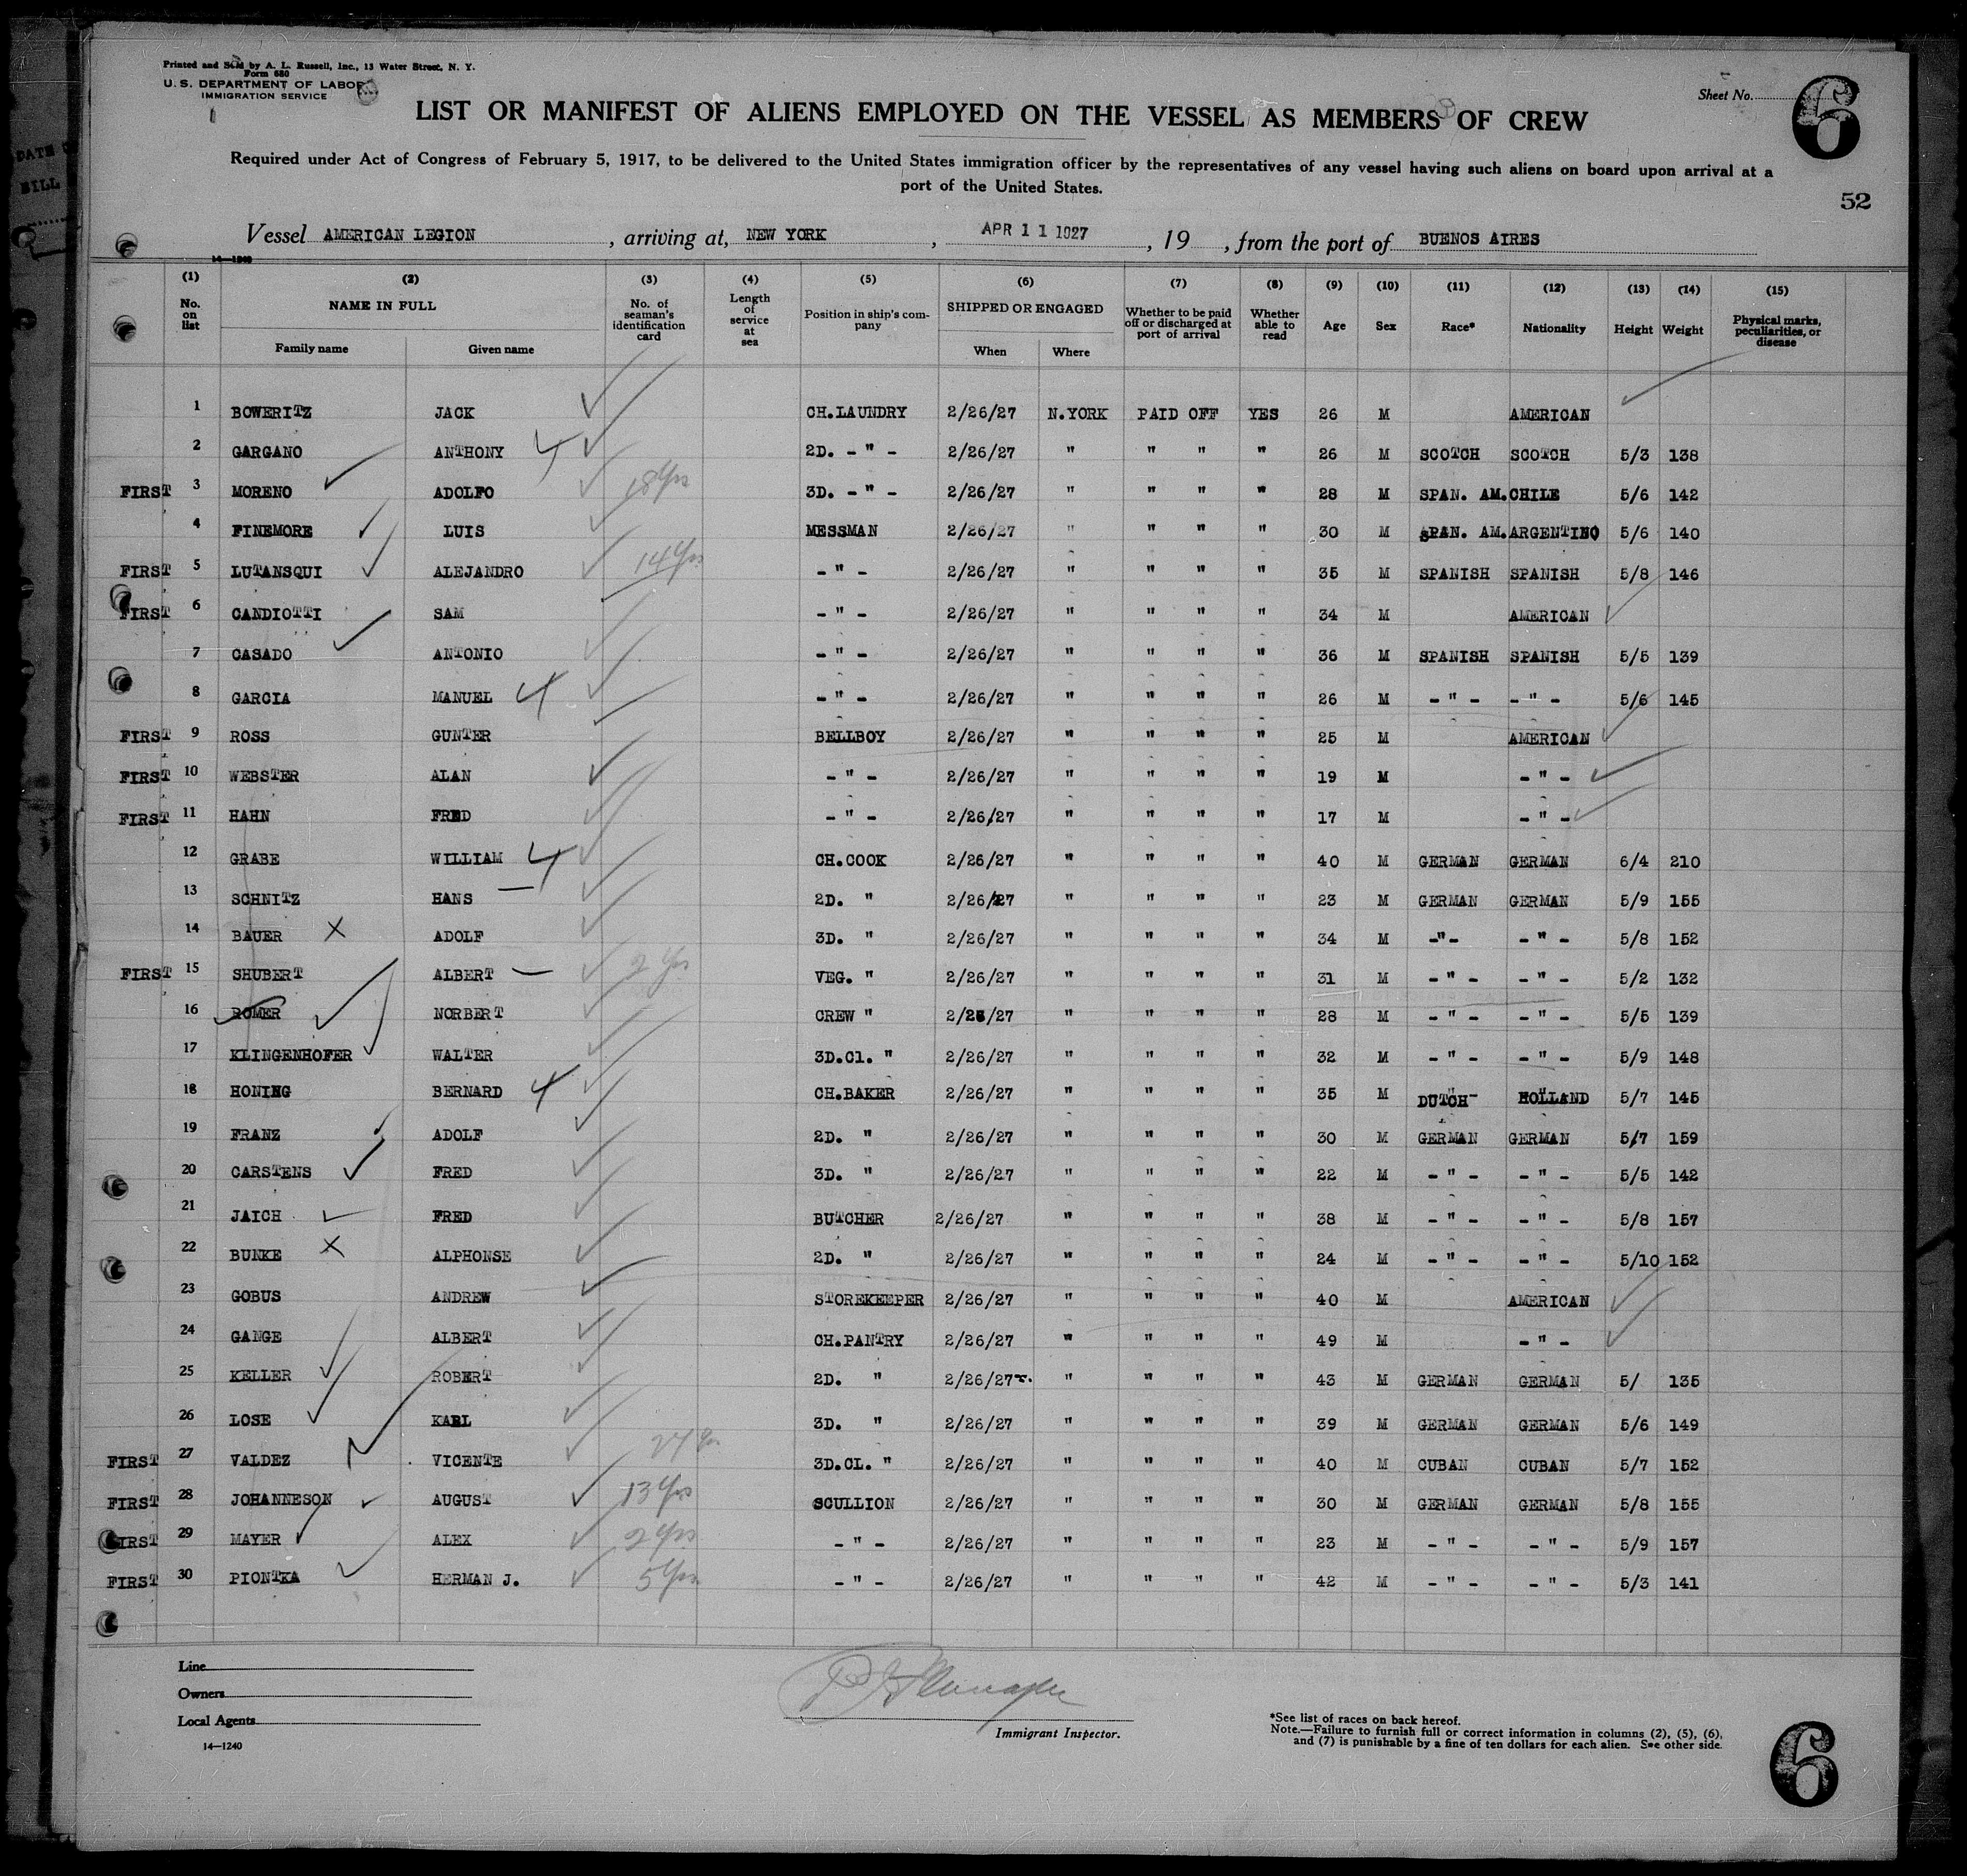 Printed and Sold by A. L. Russell, Inc., 13 Water Street, N. Y.
Form 680
U. S. DEPARTMENT OF LABOR
IMMIGRATION SERVICE
Sheet No.
6
LIST OR MANIFEST OF ALIENS EMPLOYED ON THE VESSEL AS MEMBERS OF CREW
Required under Act of Congress of February 5, 1917, to be delivered to the United States immigration officer by the representatives of any vessel having such aliens on board upon arrival at a
port of the United States.
52
Vessel AMERICAN LEGION, arriving at, NEW YORK, APR 11 1927, 19 , from the port of BUENOS AIRES
14—1240
(1) (2) (3) (4) (5) (6) (7) (8) (9) (10) (11) (12) (13) (14) (15)
No. on list NAME IN FULL Family name Given name No. of seaman's identification card Length of service at sea Position in ship's company SHIPPED OR ENGAGED When Where Whether to be paid off or discharged at port of arrival Whether able to read Age Sex Race* Nationality Height Weight Physical marks, peculiarities, or disease
1 BOWERITZ JACK CH.LAUNDRY 2/26/27 N.YORK PAID OFF YES 26 M AMERICAN
2 GARGANO ANTHONY 4 2D. - " - 2/26/27 " " " " 26 M SCOTCH SCOTCH 5/3 138
FIRST 3 MORENO ADOLFO 18 yrs 3D. - " - 2/26/27 " " " " 28 M SPAN. AM. CHILE 5/6 142
4 FINEMORE LUIS MESSMAN 2/26/27 " " " " 30 M SPAN. AM. ARGENTINO 5/6 140
FIRST 5 LUTANSQUI ALEJANDRO 14 yrs - " - 2/26/27 " " " " 35 M SPANISH SPANISH 5/8 146
FIRST 6 CANDIOTTI SAM - " - 2/26/27 " " " " 34 M AMERICAN
7 CASADO ANTONIO - " - 2/26/27 " " " " 36 M SPANISH SPANISH 5/5 139
8 GARCIA MANUEL 4 - " - 2/26/27 " " " " 26 M - " - - " - 5/6 145
FIRST 9 ROSS GUNTER BELLBOY 2/26/27 " " " " 25 M AMERICAN
FIRST 10 WEBSTER ALAN - " - 2/26/27 " " " " 19 M - " -
FIRST 11 HAHN FRED - " - 2/26/27 " " " " 17 M - " -
12 GRABE WILLIAM 4 CH.COOK 2/26/27 " " " " 40 M GERMAN GERMAN 6/4 210
13 SCHNITZ HANS 2D. " 2/26/27 " " " " 23 M GERMAN GERMAN 5/9 155
14 BAUER X ADOLF 3D. " 2/26/27 " " " " 34 M -"- - " - 5/8 152
FIRST 15 SHUBERT ALBERT — 2 yrs VEG. " 2/26/27 " " " " 31 M - " - - " - 5/2 132
16 ROMER NORBERT CREW " 2/26/27 " " " " 28 M - " - - " - 5/5 139
17 KLINGENHOFER WALTER 3D.Cl. " 2/26/27 " " " " 32 M - " - - " - 5/9 148
18 HONING BERNARD 4 CH.BAKER 2/26/27 " " " " 35 M DUTCH HOLLAND 5/7 145
19 FRANZ ADOLF 2D. " 2/26/27 " " " " 30 M GERMAN GERMAN 5/7 159
20 CARSTENS FRED 3D. " 2/26/27 " " " " 22 M - " - - " - 5/5 142
21 JAICH FRED BUTCHER 2/26/27 " " " " 38 M - " - - " - 5/8 157
22 BUNKE X ALPHONSE 2D. " 2/26/27 " " " " 24 M - " - - " - 5/10 152
23 GOBUS ANDREW STOREKEEPER 2/26/27 " " " " 40 M AMERICAN
24 GANGE ALBERT CH.PANTRY 2/26/27 " " " " 49 M - " -
25 KELLER ROBERT 2D. " 2/26/27 " " " " 43 M GERMAN GERMAN 5/ 135
26 LOSE KARL 3D. " 2/26/27 " " " " 39 M GERMAN GERMAN 5/6 149
FIRST 27 VALDEZ VICENTE 27 yrs 3D.CL. " 2/26/27 " " " " 40 M CUBAN CUBAN 5/7 152
FIRST 28 JOHANNESON AUGUST 13 yrs SCULLION 2/26/27 " " " " 30 M GERMAN GERMAN 5/8 155
FIRST 29 MAYER ALEX 2 yrs - " - 2/26/27 " " " " 23 M - " - - " - 5/9 157
FIRST 30 PIONTKA HERMAN J. 5 yrs - " - 2/26/27 " " " " 42 M - " - - " - 5/3 141
Line
Owners
Local Agents
14—1240
Immigrant Inspector.
*See list of races on back hereof.
Note.—Failure to furnish full or correct information in columns (2), (5), (6), and (7) is punishable by a fine of ten dollars for each alien. See other side.
6